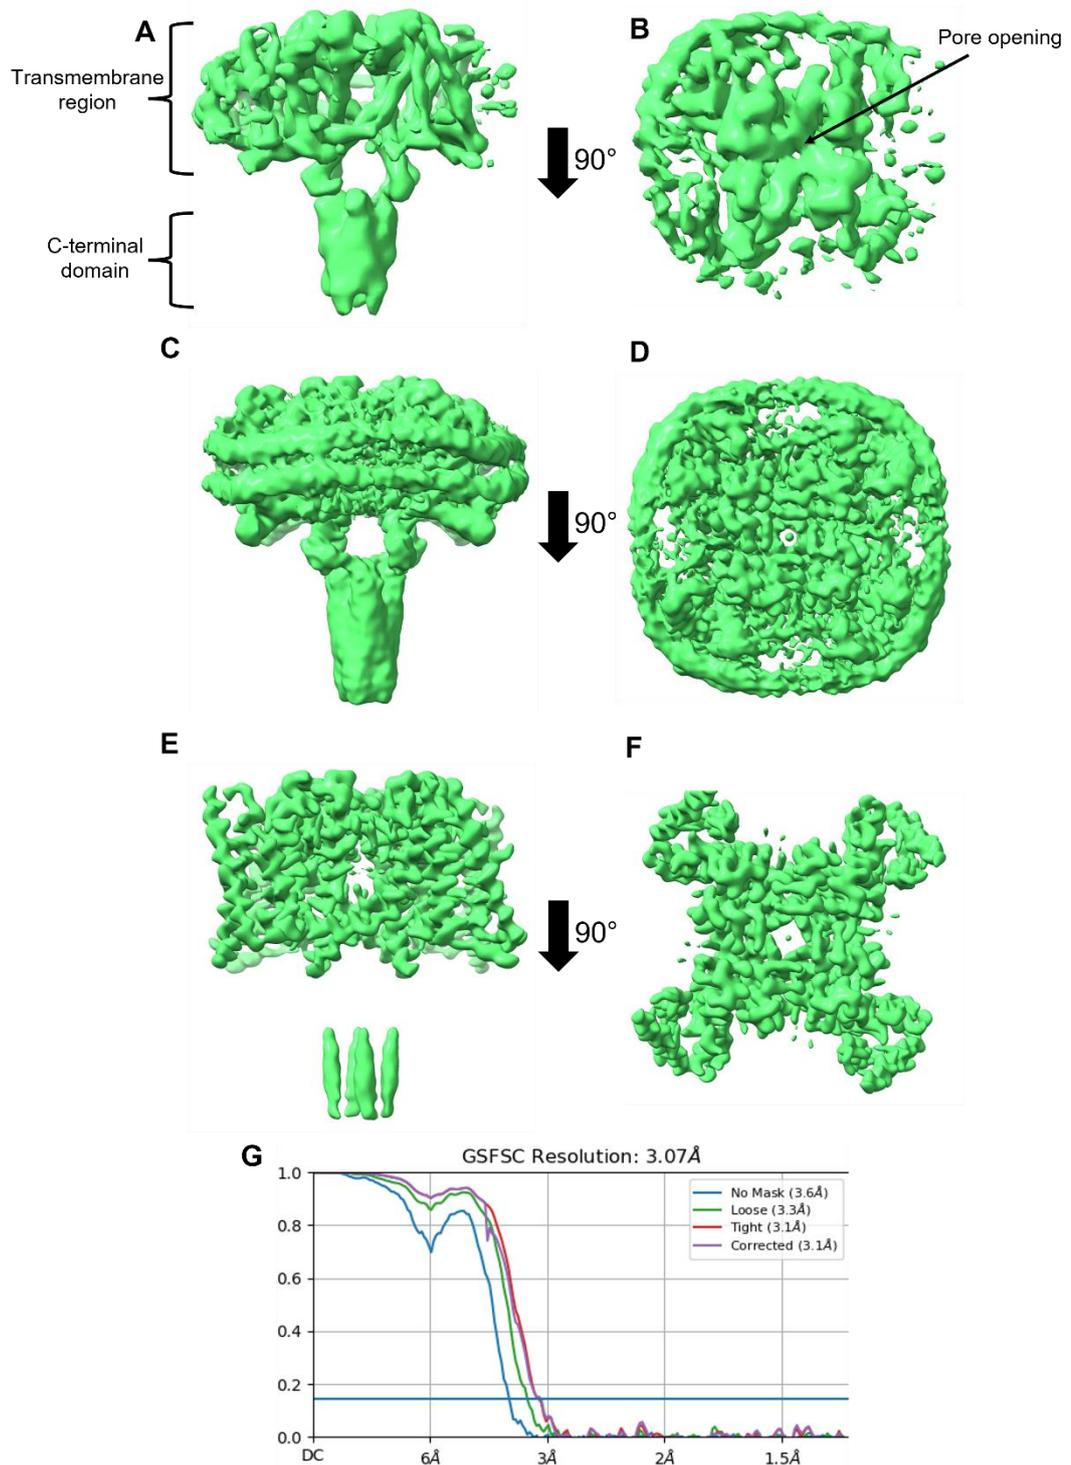 A
B
Pore opening
Transmembrane
region
90°
C-terminal
domain
C
D
90°
E
F
90°
G
GSFSC Resolution: 3.07Å
No Mask (3.6Å)
Loose (3.3Å)
Tight (3.1Å)
Corrected (3.1Å)
1.0
0.8
0.6
0.4
0.2
0.0
DC
6Å
3Å
2Å
1.5Å